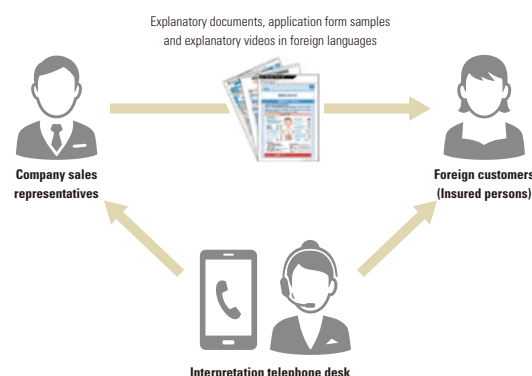 Explanatory documents, application form samples
and explanatory videos in foreign languages
Company sales
representatives
Foreign customers
(Insured persons)
Interpretation telephone desk